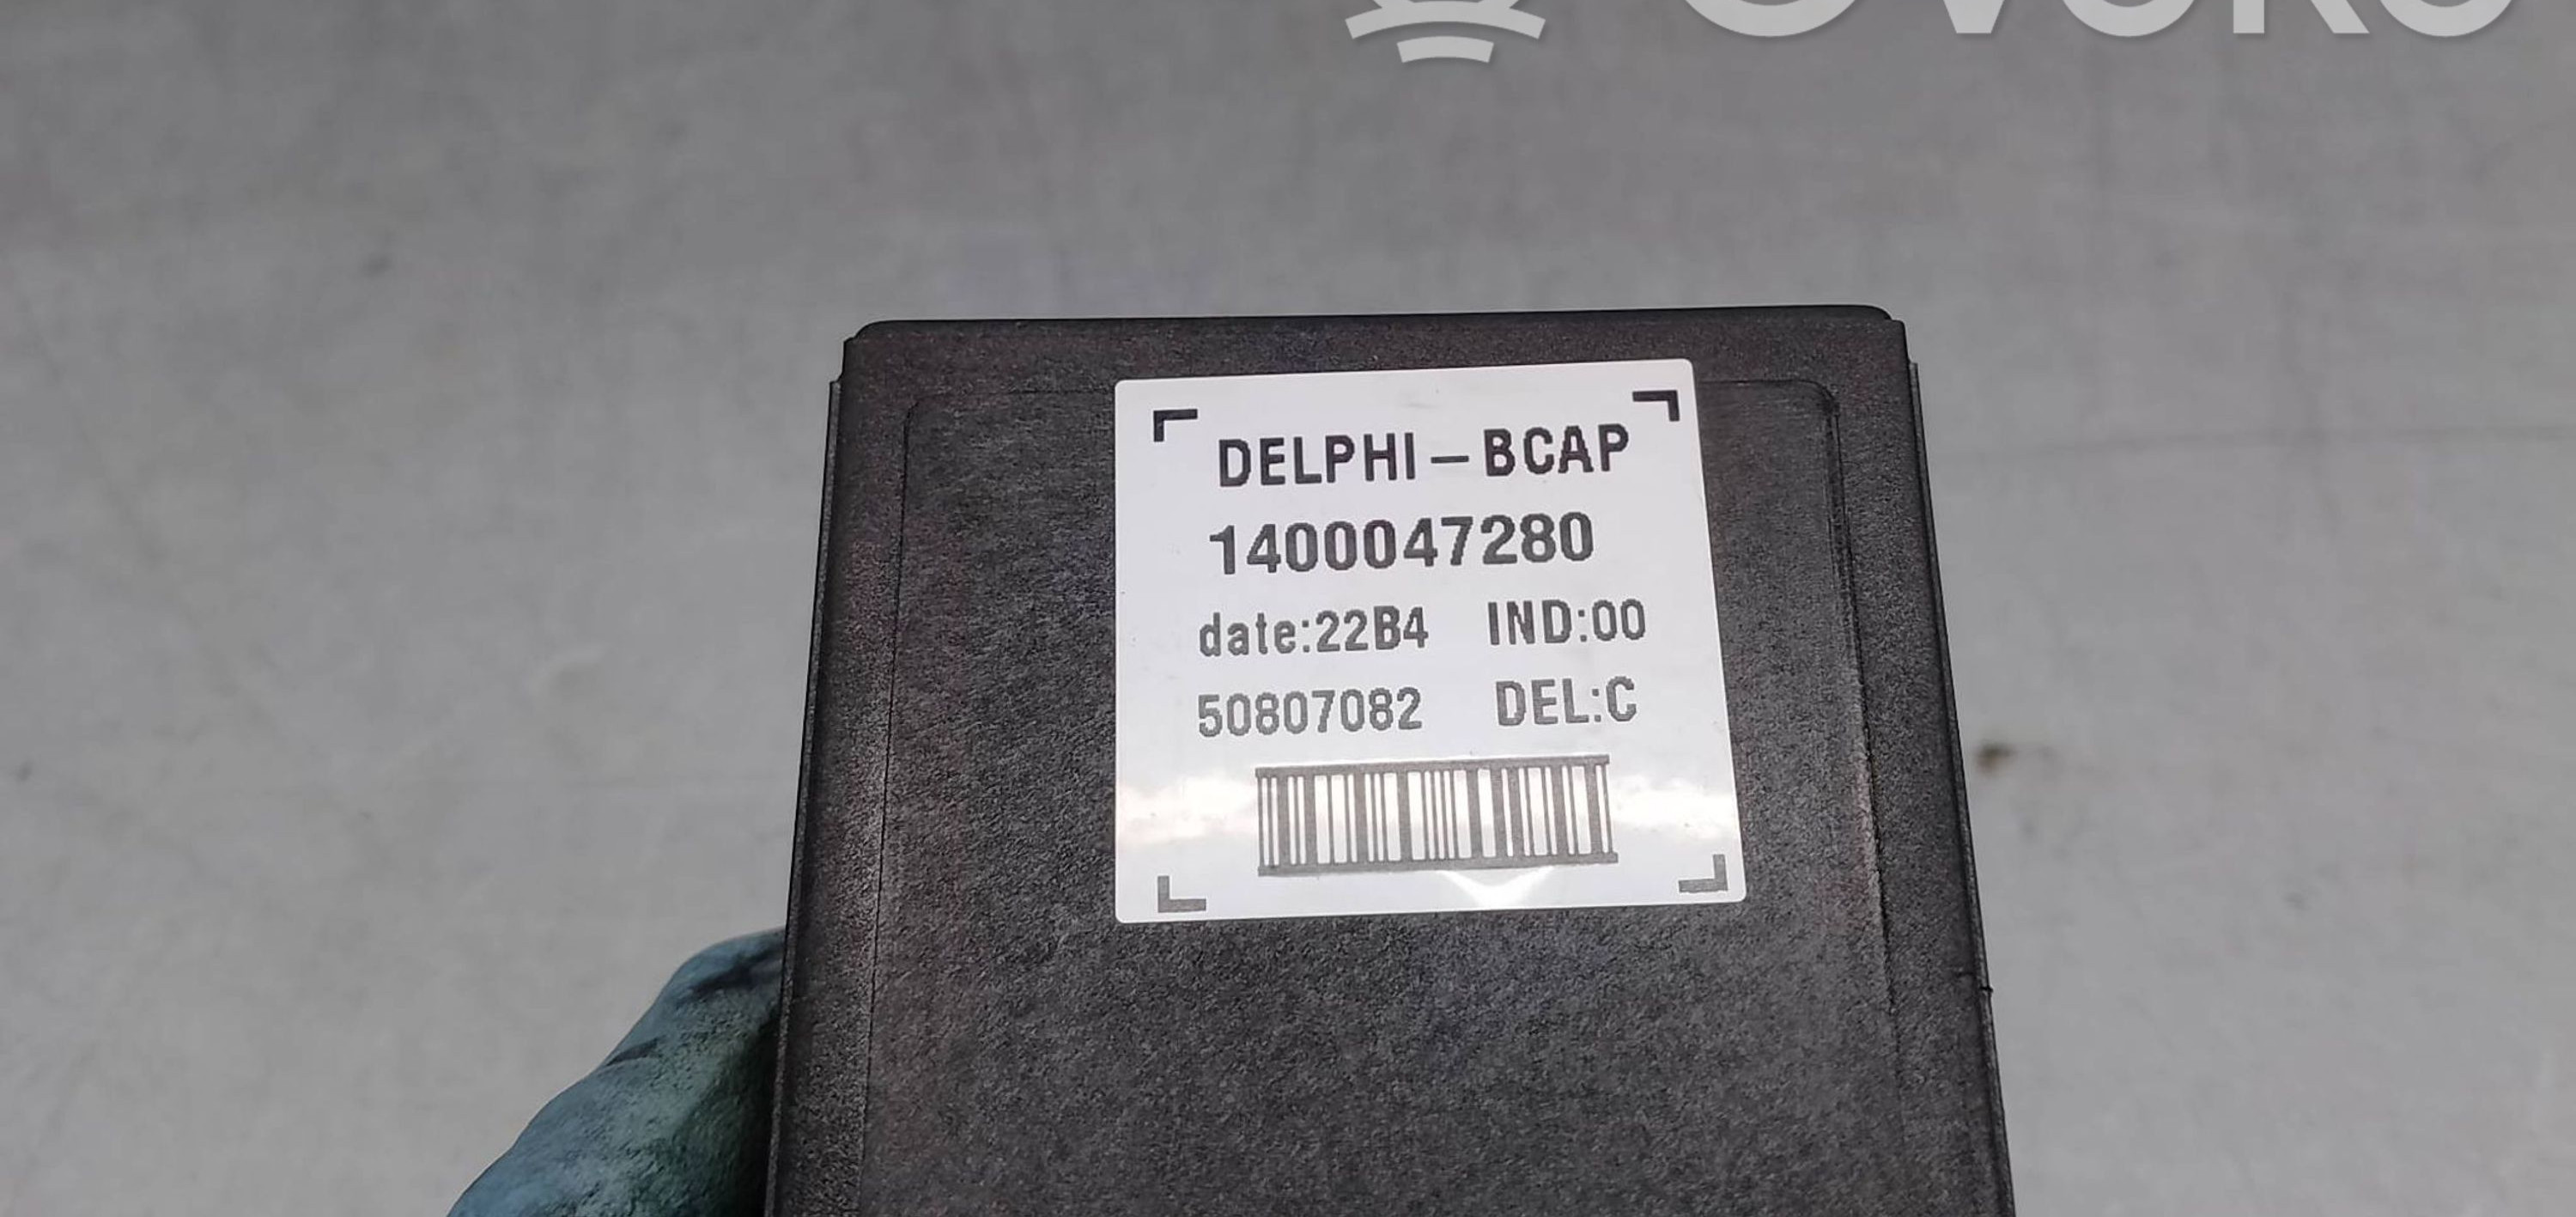 DELPHI-BCAP
1400047280
date:22B4 IND:00
50807082 DEL:C